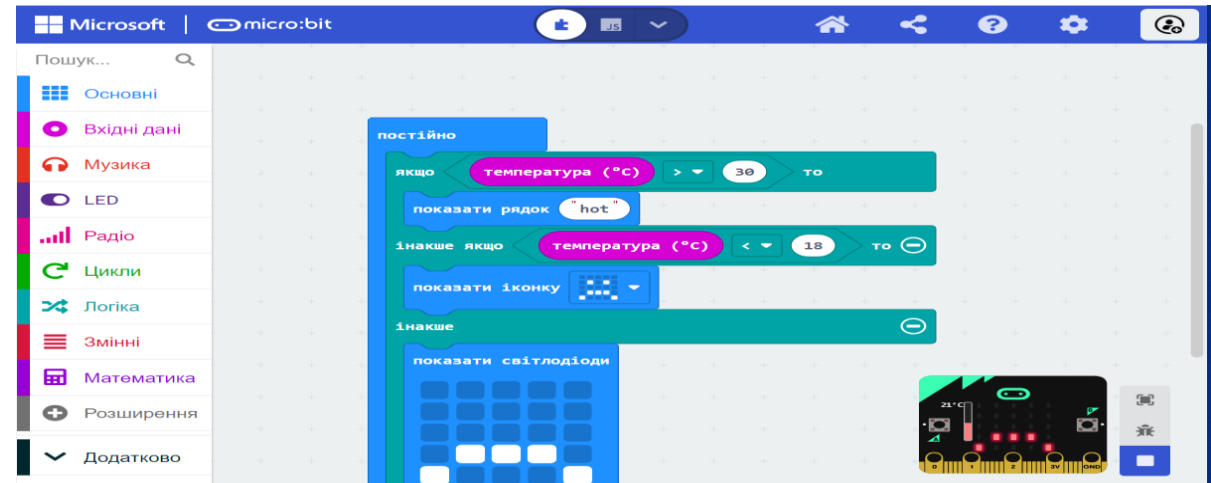 Microsoft | micro:bit
JS
Пошук...
Основні
Вхідні дані
Музика
LED
Радіо
Цикли
Логіка
Змінні
Математика
Розширення
Додатково
постійно
якщо температура (°C) > 30 то
показати рядок "hot"
інакше якщо температура (°C) < 18 то
показати іконку
інакше
показати світлодіоди
21°C
A
B
0 1 2 3V GND